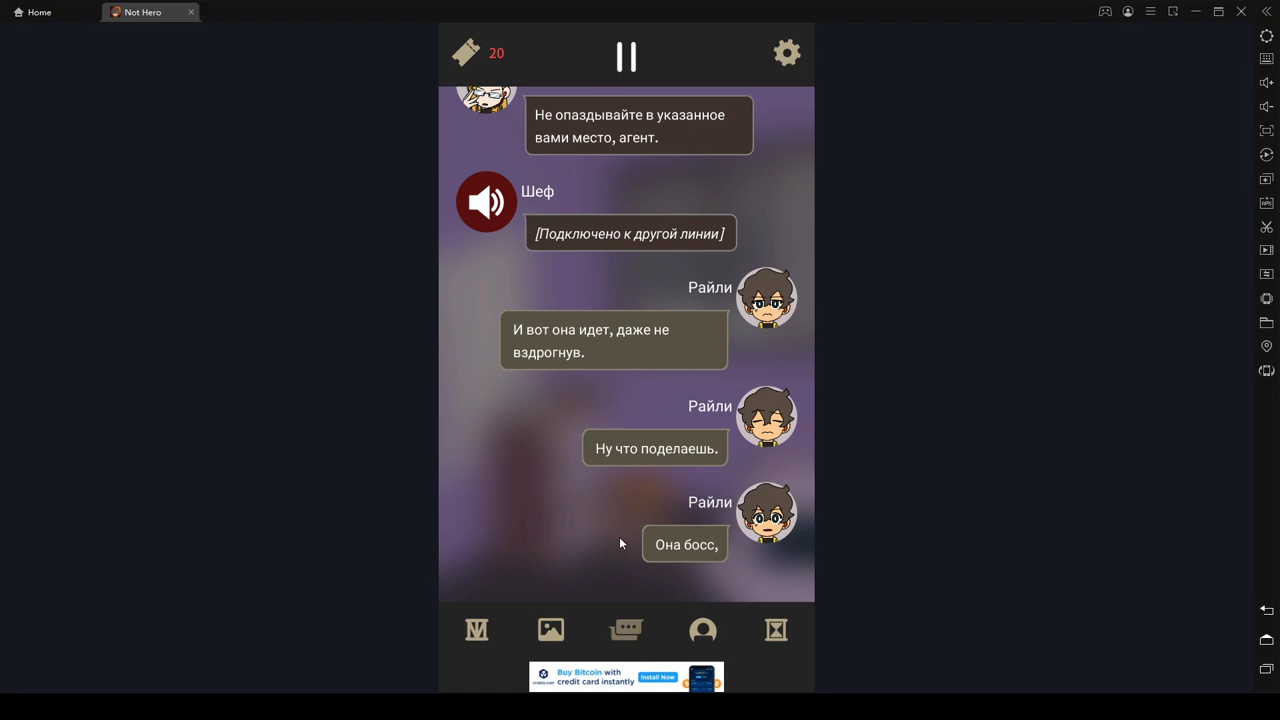 Home
Not Hero
20
Не опаздывайте в указанное
вами место, агент.
Шеф
[Подключено к другой линии]
Райли
И вот она идет, даже не
вздрогнув.
Райли
Ну что поделаешь.
Райли
Она босс,
Buy Bitcoin with
credit card instantly
Install Now